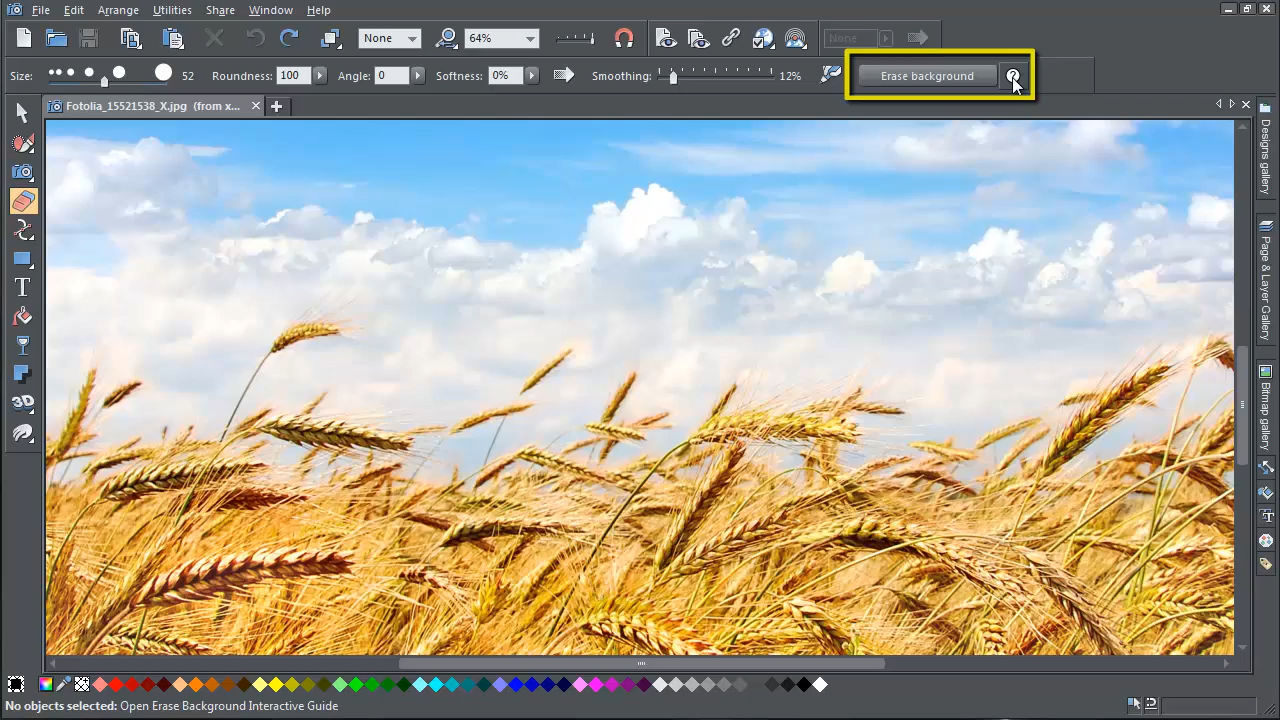 File Edit Arrange Utilities Share Window Help
None 64% None
Size: 52 Roundness: 100 Angle: 0 Softness: 0% Smoothing: 12% Erase background ?
Fotolia_15521538_X.jpg (from x...
Designs gallery
Page & Layer Gallery
Bitmap gallery
T
3D
No objects selected: Open Erase Background Interactive Guide